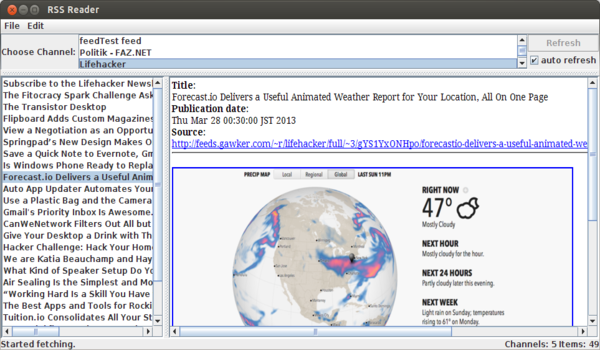 RSS Reader
File Edit
Choose Channel:
feedTest feed
Politik - FAZ.NET
Lifehacker
Refresh
auto refresh
Subscribe to the Lifehacker Newsl
The Fitocracy Spark Challenge Ask
The Transistor Desktop
Flipboard Adds Custom Magazines
View a Negotiation as an Opportu
Springpad's New Design Makes O
Save a Quick Note to Evernote, Gm
Is Windows Phone Ready to Repla
Forecast.io Delivers a Useful Anim
Auto App Updater Automates Your
Use a Plastic Bag and the Camera
Gmail's Priority Inbox Is Awesome.
CanWeNetwork Filters Out All but
Give Your Desktop a Drink with Th
Hacker Challenge: Hack Your Home
We are Katia Beauchamp and Hay
What Kind of Speaker Setup Do Yo
Air Sealing Is the Simplest and Mo
“Working Hard Is a Skill You Have
The Best Apps and Tools for Rocki
Tuition.io Consolidates All Your St
Title:
Forecast.io Delivers a Useful Animated Weather Report for Your Location, All On One Page
Publication date:
Thu Mar 28 00:30:00 JST 2013
Source:
http://feeds.gawker.com/~r/lifehacker/full/~3/gYS1YxONHpo/forecastio-delivers-a-useful-animated-we
PRECIP MAP Local Regional Global LAST SUN 11PM
RIGHT NOW
47°
Mostly Cloudy
NEXT HOUR
Mostly cloudy for the hour.
NEXT 24 HOURS
Partly cloudy later this evening.
NEXT WEEK
Light rain on Sunday; temperatures
rising to 61° on Monday.
Started fetching.
Channels: 5 Items: 49